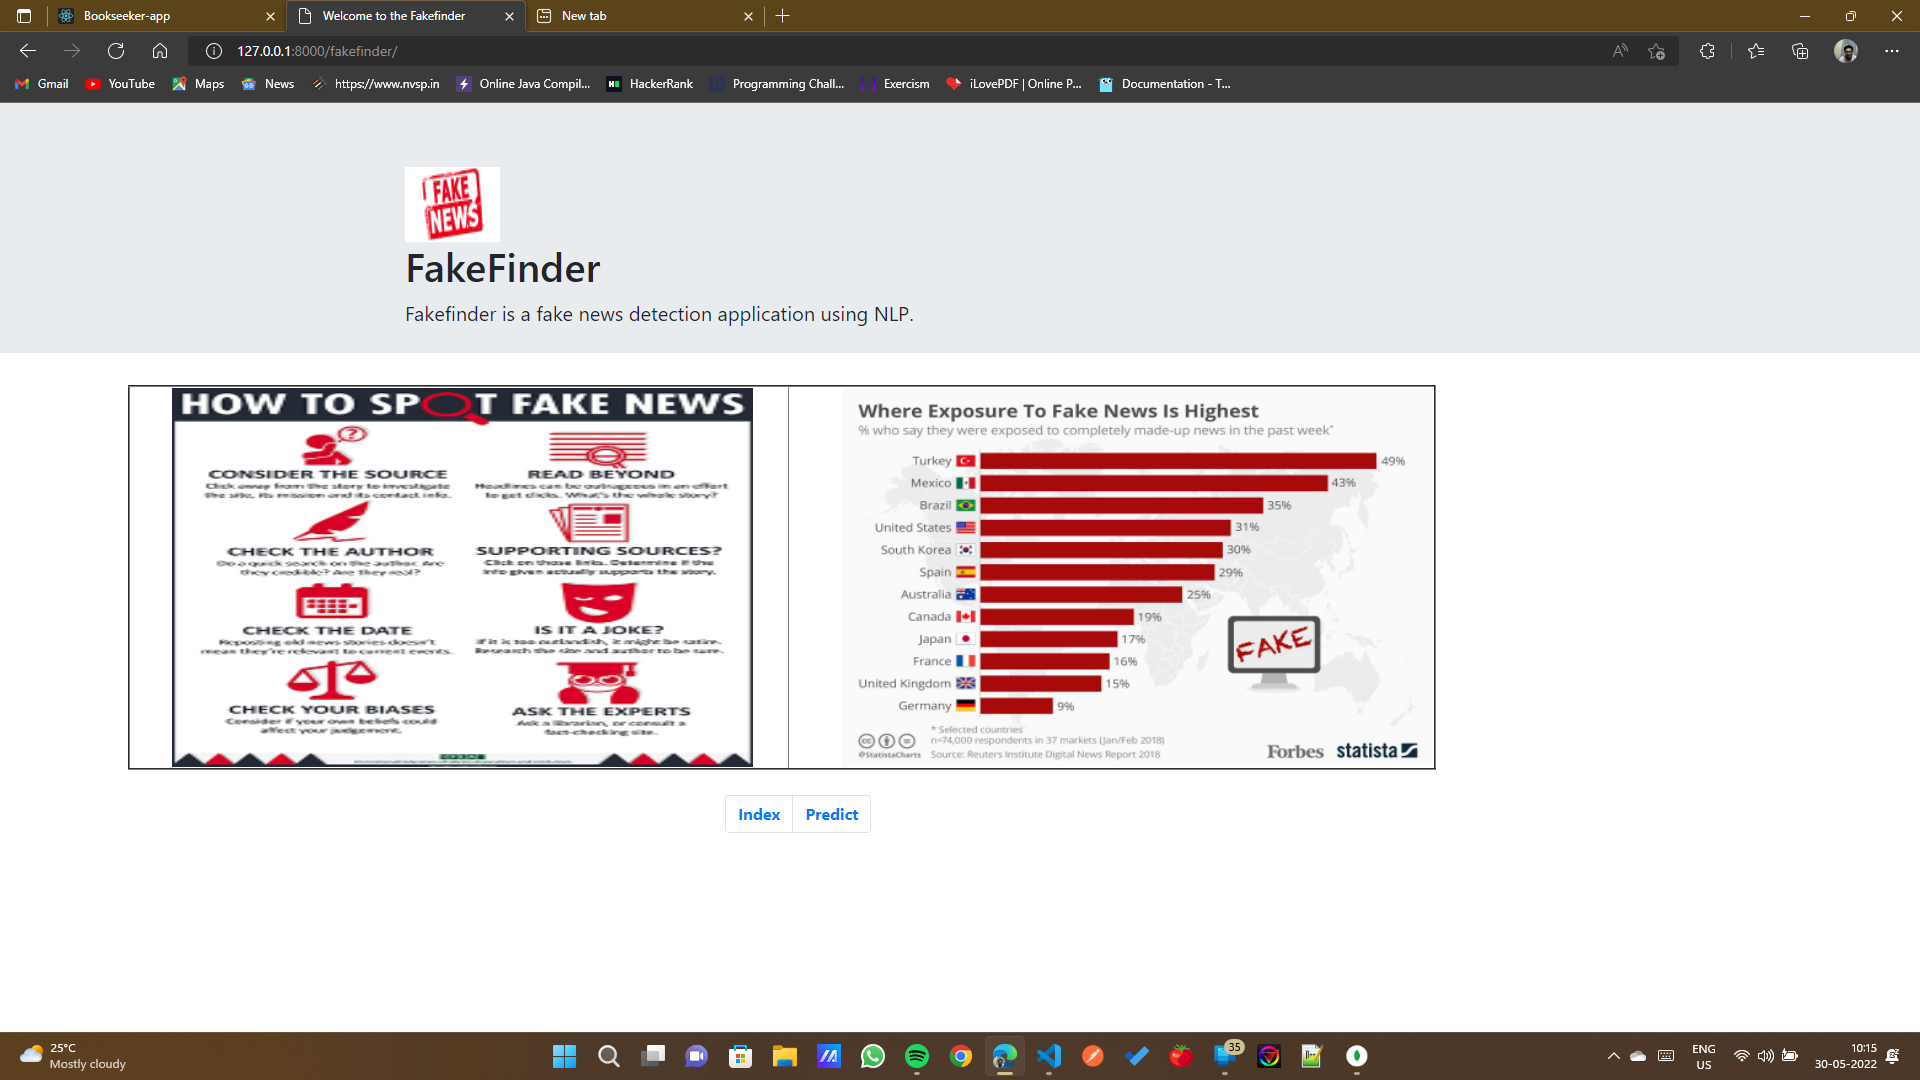 Bookseeker-app
Welcome to the Fakefinder
New tab
127.0.0.1:8000/fakefinder/
Gmail
YouTube
Maps
News
https://www.nvsp.in
Online Java Compil...
HackerRank
Programming Chall...
Exercism
iLovePDF | Online P...
Documentation - T...
FAKE
NEWS
FakeFinder
Fakefinder is a fake news detection application using NLP.
HOW TO SPOT FAKE NEWS
CONSIDER THE SOURCE
Click away from the story to investigate
the site, its mission and its contact info.
READ BEYOND
Headlines can be outrageous in an effort
to get clicks. What's the whole story?
CHECK THE AUTHOR
Do a quick search on the author. Are
they credible? Are they real?
SUPPORTING SOURCES?
Click on those links. Determine if the
info given actually supports the story.
CHECK THE DATE
Reposting old news stories doesn't
mean they're relevant to current events.
IS IT A JOKE?
If it is too outlandish, it might be satire.
Research the site and author to be sure.
CHECK YOUR BIASES
Consider if your own beliefs could
affect your judgement.
ASK THE EXPERTS
Ask a librarian, or consult a
fact-checking site.
Where Exposure To Fake News Is Highest
% who say they were exposed to completely made-up news in the past week*
Turkey 49%
Mexico 43%
Brazil 35%
United States 31%
South Korea 30%
Spain 29%
Australia 25%
Canada 19%
Japan 17%
France 16%
United Kingdom 15%
Germany 9%
FAKE
* Selected countries
n=74,000 respondents in 37 markets (Jan/Feb 2018)
@StatistaCharts Source: Reuters Institute Digital News Report 2018
Forbes statista
Index
Predict
25°C
Mostly cloudy
35
ENG
US
10:15
30-05-2022